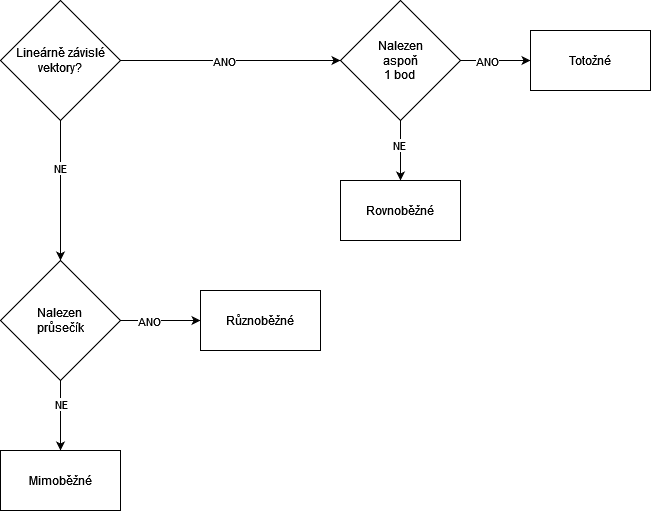 Lineárně závislé
vektory?
ANO
Nalezen
aspoň
1 bod
ANO
Totožné
NE
Rovnoběžné
NE
Nalezen
průsečík
ANO
Různoběžné
NE
Mimoběžné